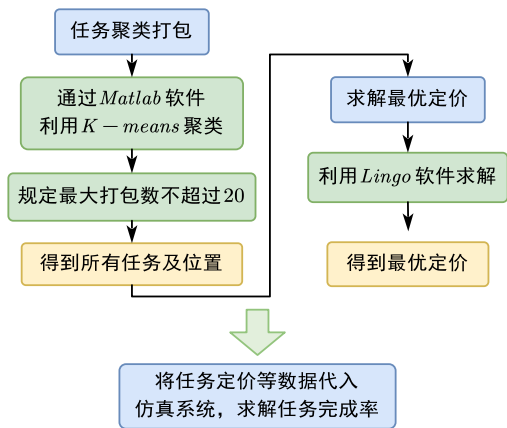 任务聚类打包
通过Matlab软件
利用K − means聚类
规定最大打包数不超过20
得到所有任务及位置
求解最优定价
利用Lingo软件求解
得到最优定价
将任务定价等数据代入
仿真系统，求解任务完成率